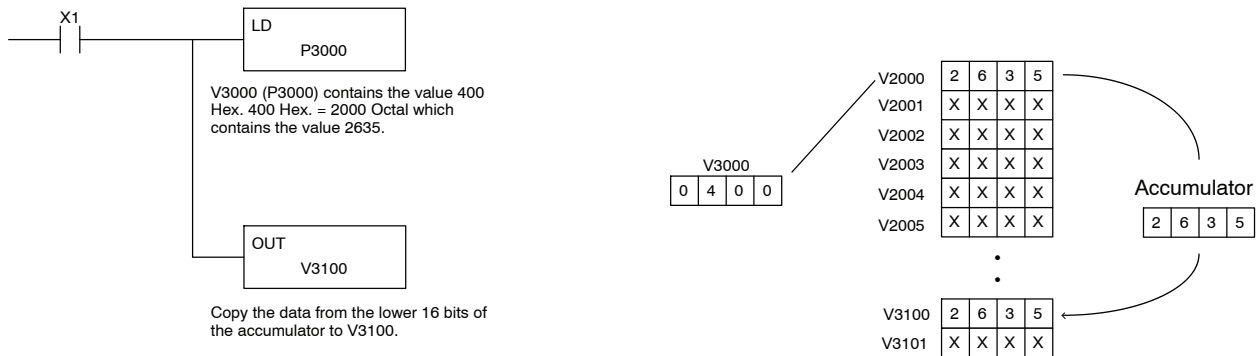 X1
LD
P3000
V3000 (P3000) contains the value 400
Hex. 400 Hex. = 2000 Octal which
contains the value 2635.
OUT
V3100
Copy the data from the lower 16 bits of
the accumulator to V3100.
V3000
0 4 0 0
V2000 2 6 3 5
V2001 X X X X
V2002 X X X X
V2003 X X X X
V2004 X X X X
V2005 X X X X
V3100 2 6 3 5
V3101 X X X X
Accumulator
2 6 3 5